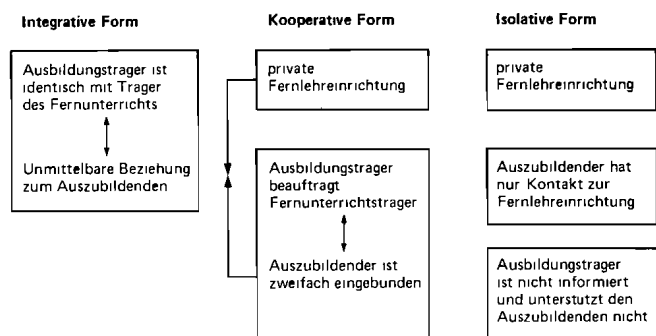 Integrative Form
Ausbildungstrager ist
identisch mit Trager
des Fernunterrichts
Unmittelbare Beziehung
zum Auszubildenden
Kooperative Form
private
Fernlehreinrichtung
Ausbildungstrager
beauftragt
Fernunterrichtstrager
Auszubildender ist
zweifach eingebunden
Isolative Form
private
Fernlehreinrichtung
Auszubildender hat
nur Kontakt zur
Fernlehreinrichtung
Ausbildungstrager
ist nicht informiert
und unterstutzt den
Auszubildenden nicht